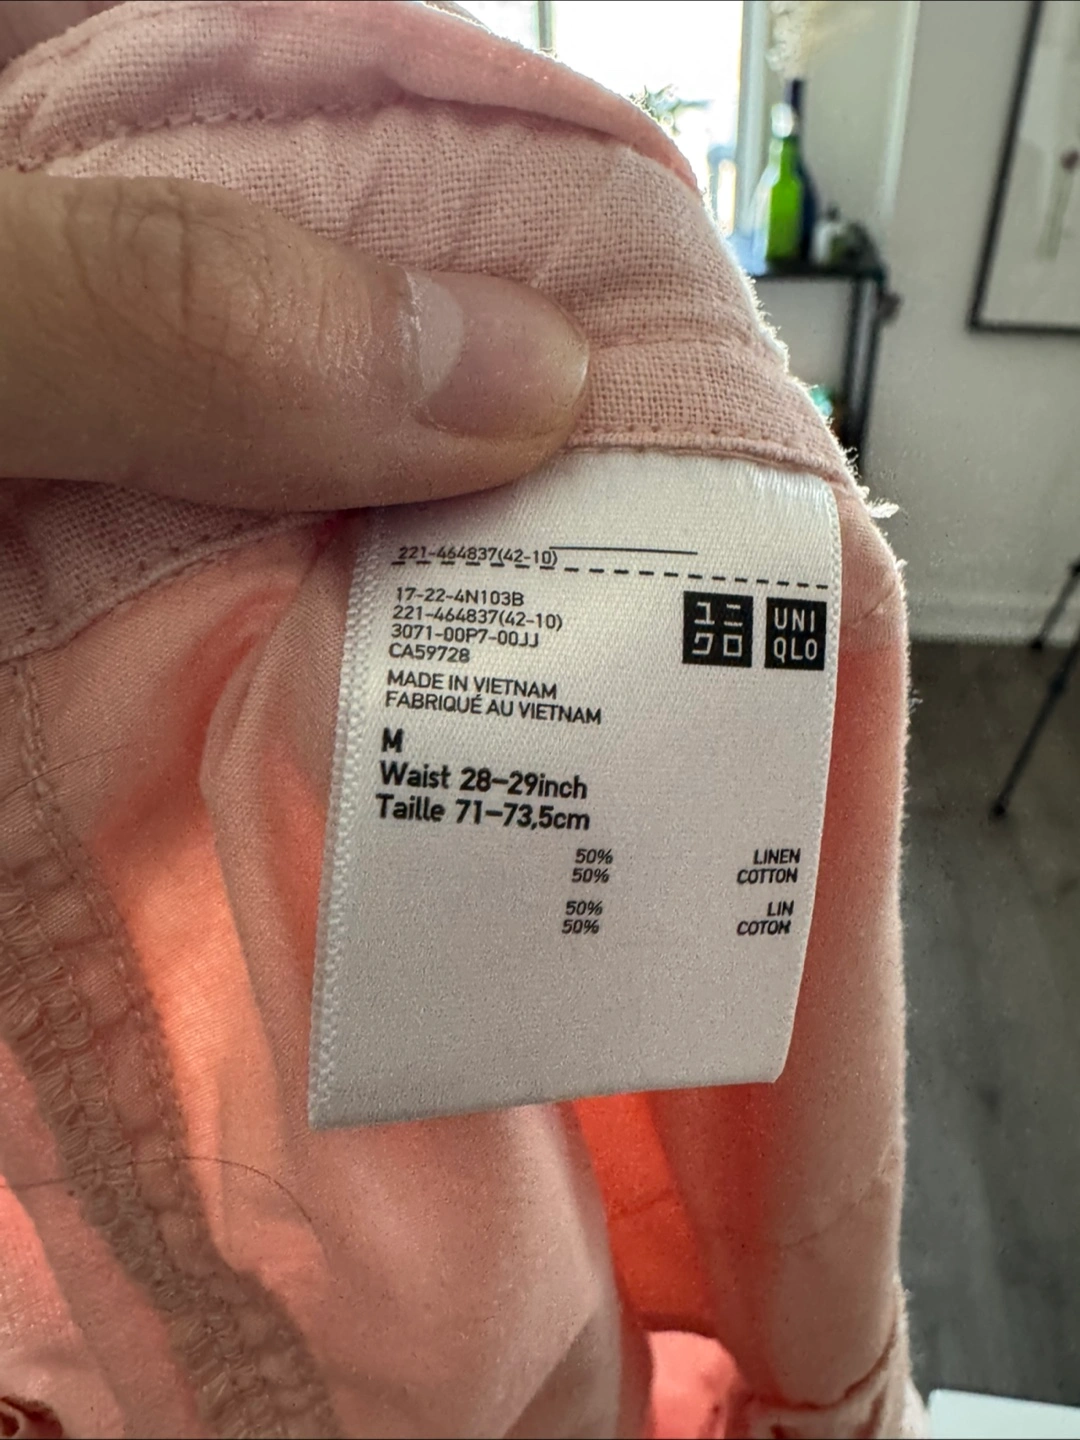 221-464837(42-10)
17-22-4N103B
221-464837(42-10)
3071-00P7-00JJ
CA59728
ユニ
クロ
UNI
QLO
MADE IN VIETNAM
FABRIQUÉ AU VIETNAM
M
Waist 28–29inch
Taille 71–73,5cm
50% LINEN
50% COTTON
50% LIN
50% COTON